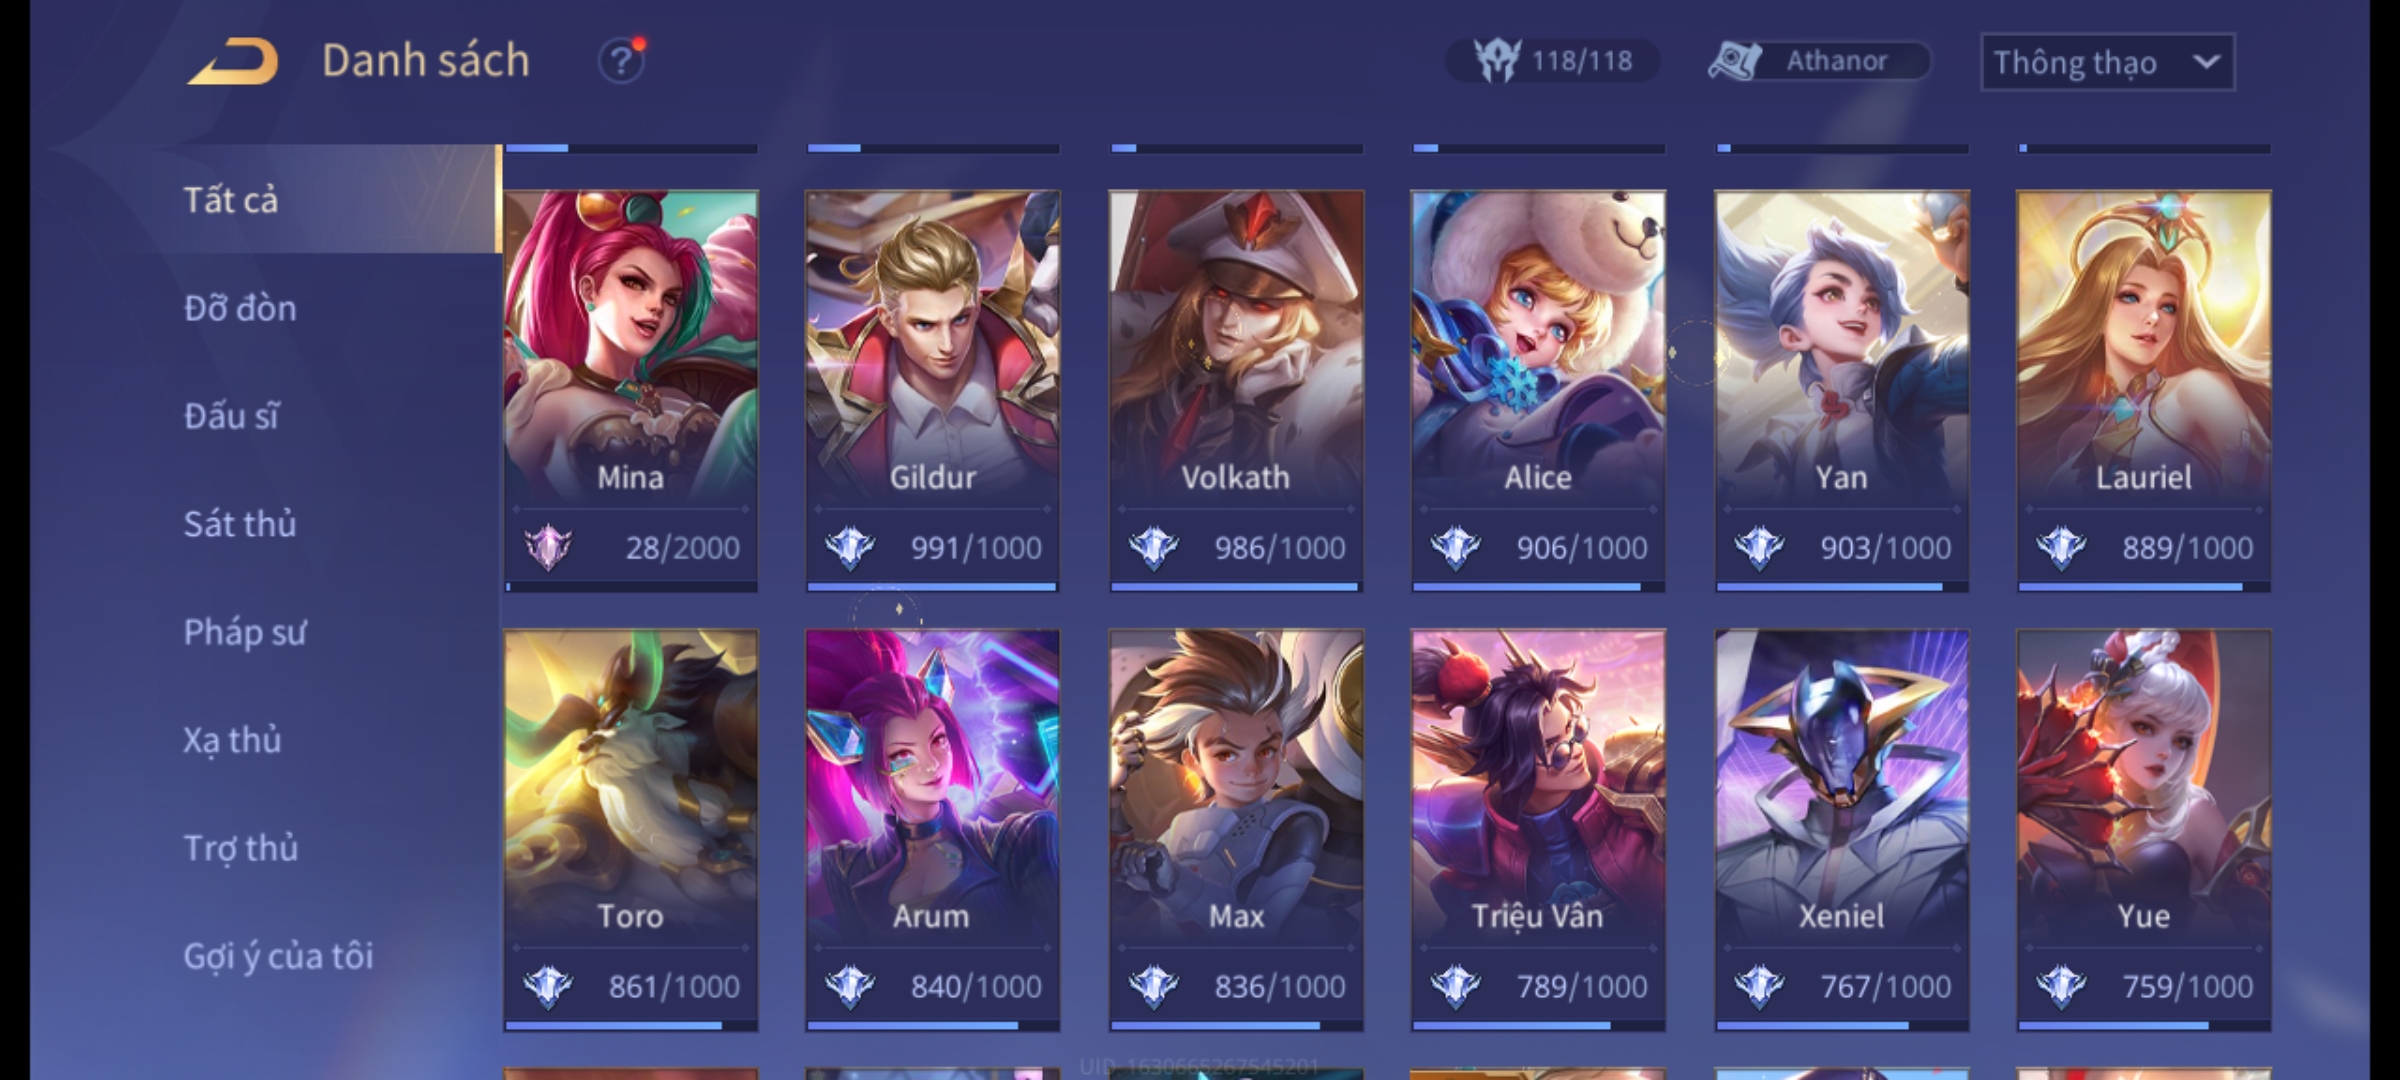 Danh sách
?
118/118
Athanor
Thông thạo
Tất cả
Đỡ đòn
Đấu sĩ
Sát thủ
Pháp sư
Xạ thủ
Trợ thủ
Gợi ý của tôi
Mina
28/2000
Gildur
991/1000
Volkath
986/1000
Alice
906/1000
Yan
903/1000
Lauriel
889/1000
Toro
861/1000
Arum
840/1000
Max
836/1000
Triệu Vân
789/1000
Xeniel
767/1000
Yue
759/1000
UID: 1630665267545201